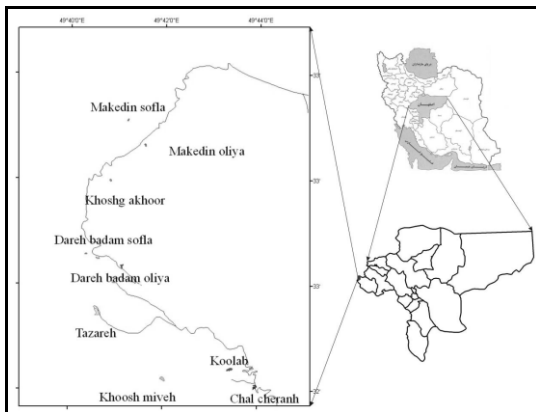 49°40'0"E 49°42'0"E 49°44'0"E
Makedin sofla
Makedin oliya
Khoshg akhoor
Dareh badam sofla
Dareh badam oliya
Tazareh
Koolab
Khoosh miveh
Chal cheranh